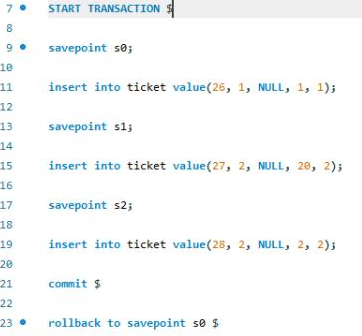 7 START TRANSACTION $
8
9 savepoint s0;
10
11 insert into ticket value(26, 1, NULL, 1, 1);
12
13 savepoint s1;
14
15 insert into ticket value(27, 2, NULL, 20, 2);
16
17 savepoint s2;
18
19 insert into ticket value(28, 2, NULL, 2, 2);
20
21 commit $
22
23 rollback to savepoint s0 $